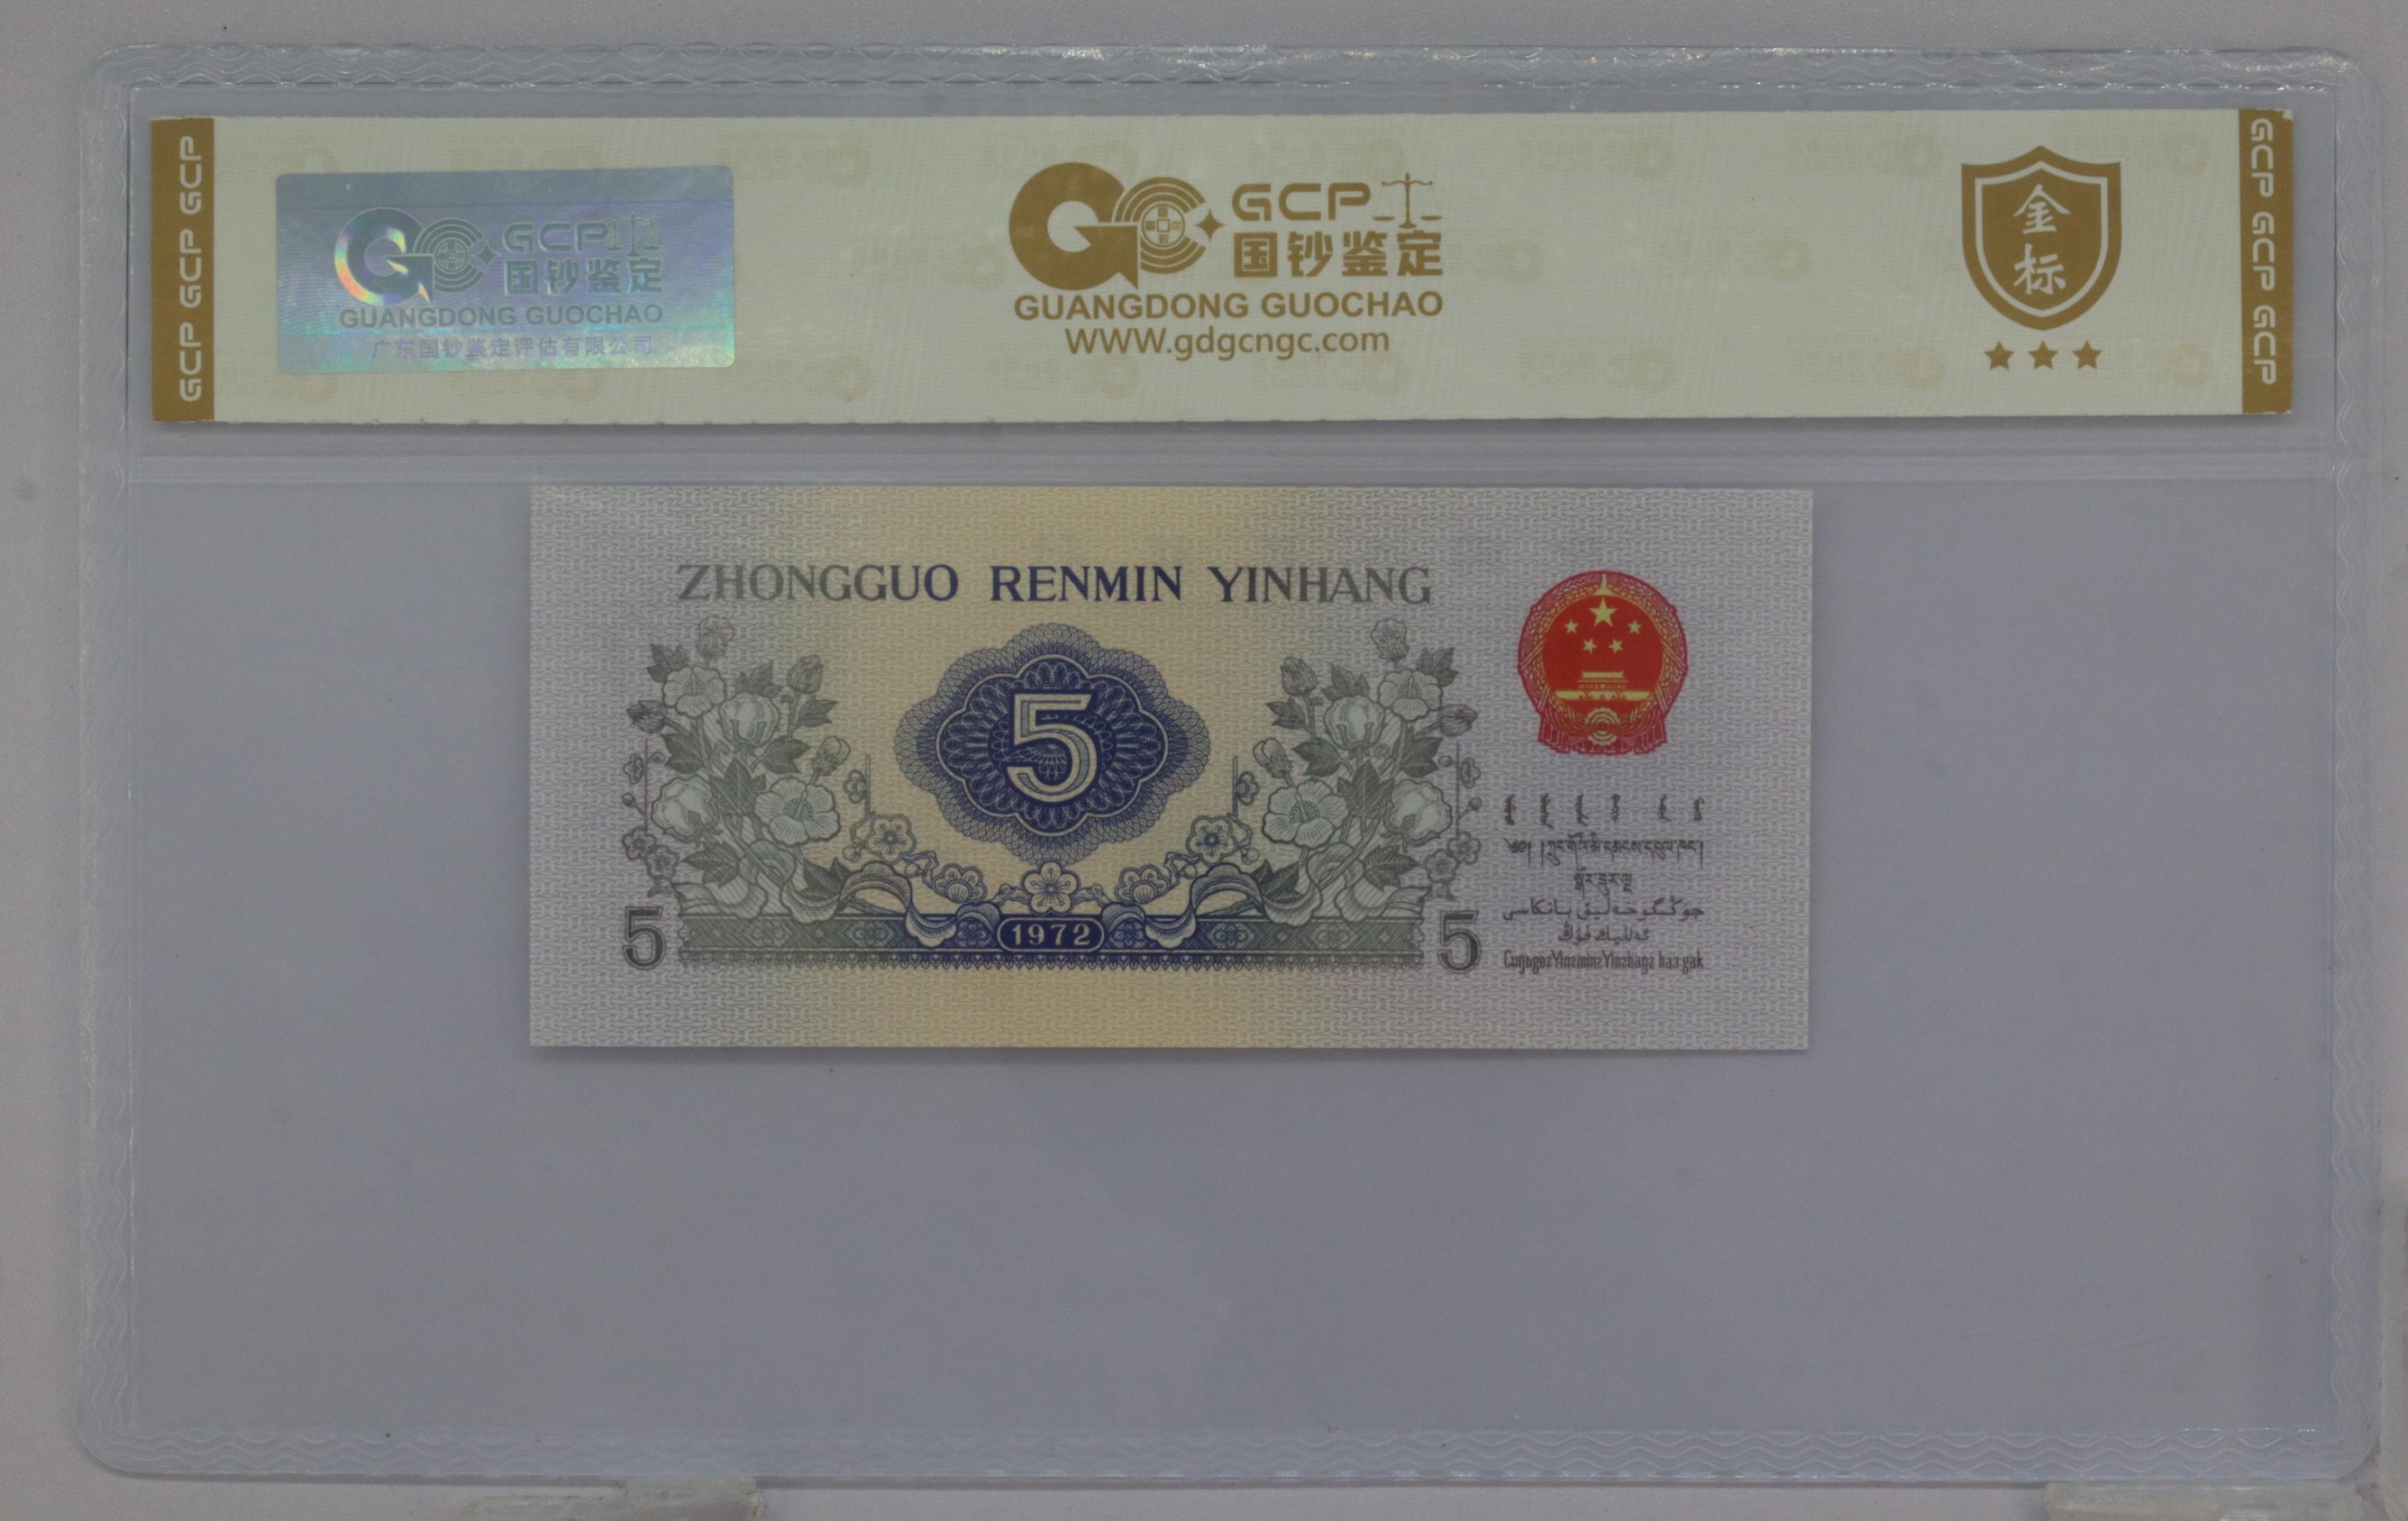 GCP GCP GCP
GCP
国钞鉴定
GUANGDONG GUOCHAO
广东国钞鉴定评估有限公司
GCP
国钞鉴定
GUANGDONG GUOCHAO
WWW.gdgcngc.com
金
标
GCP GCP GCP
ZHONGGUO RENMIN YINHANG
5
1972
5
5